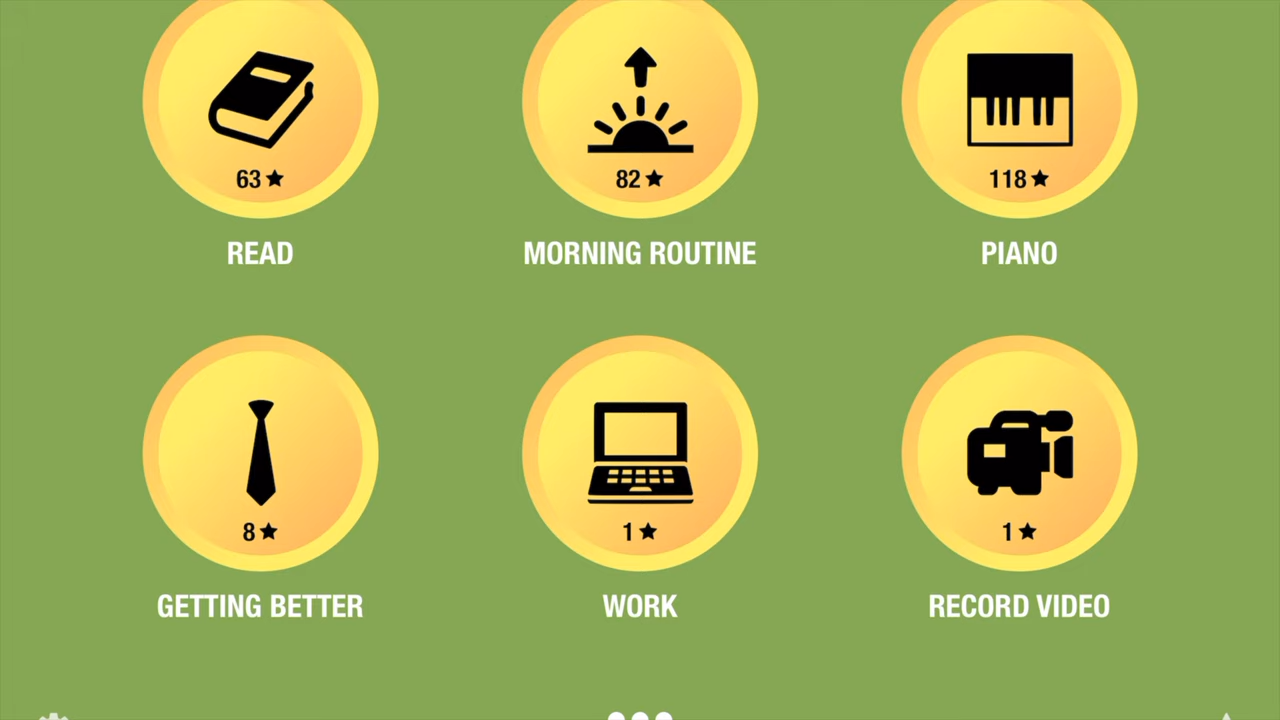 63★
82★
118★
READ
MORNING ROUTINE
PIANO
8★
1★
1★
GETTING BETTER
WORK
RECORD VIDEO